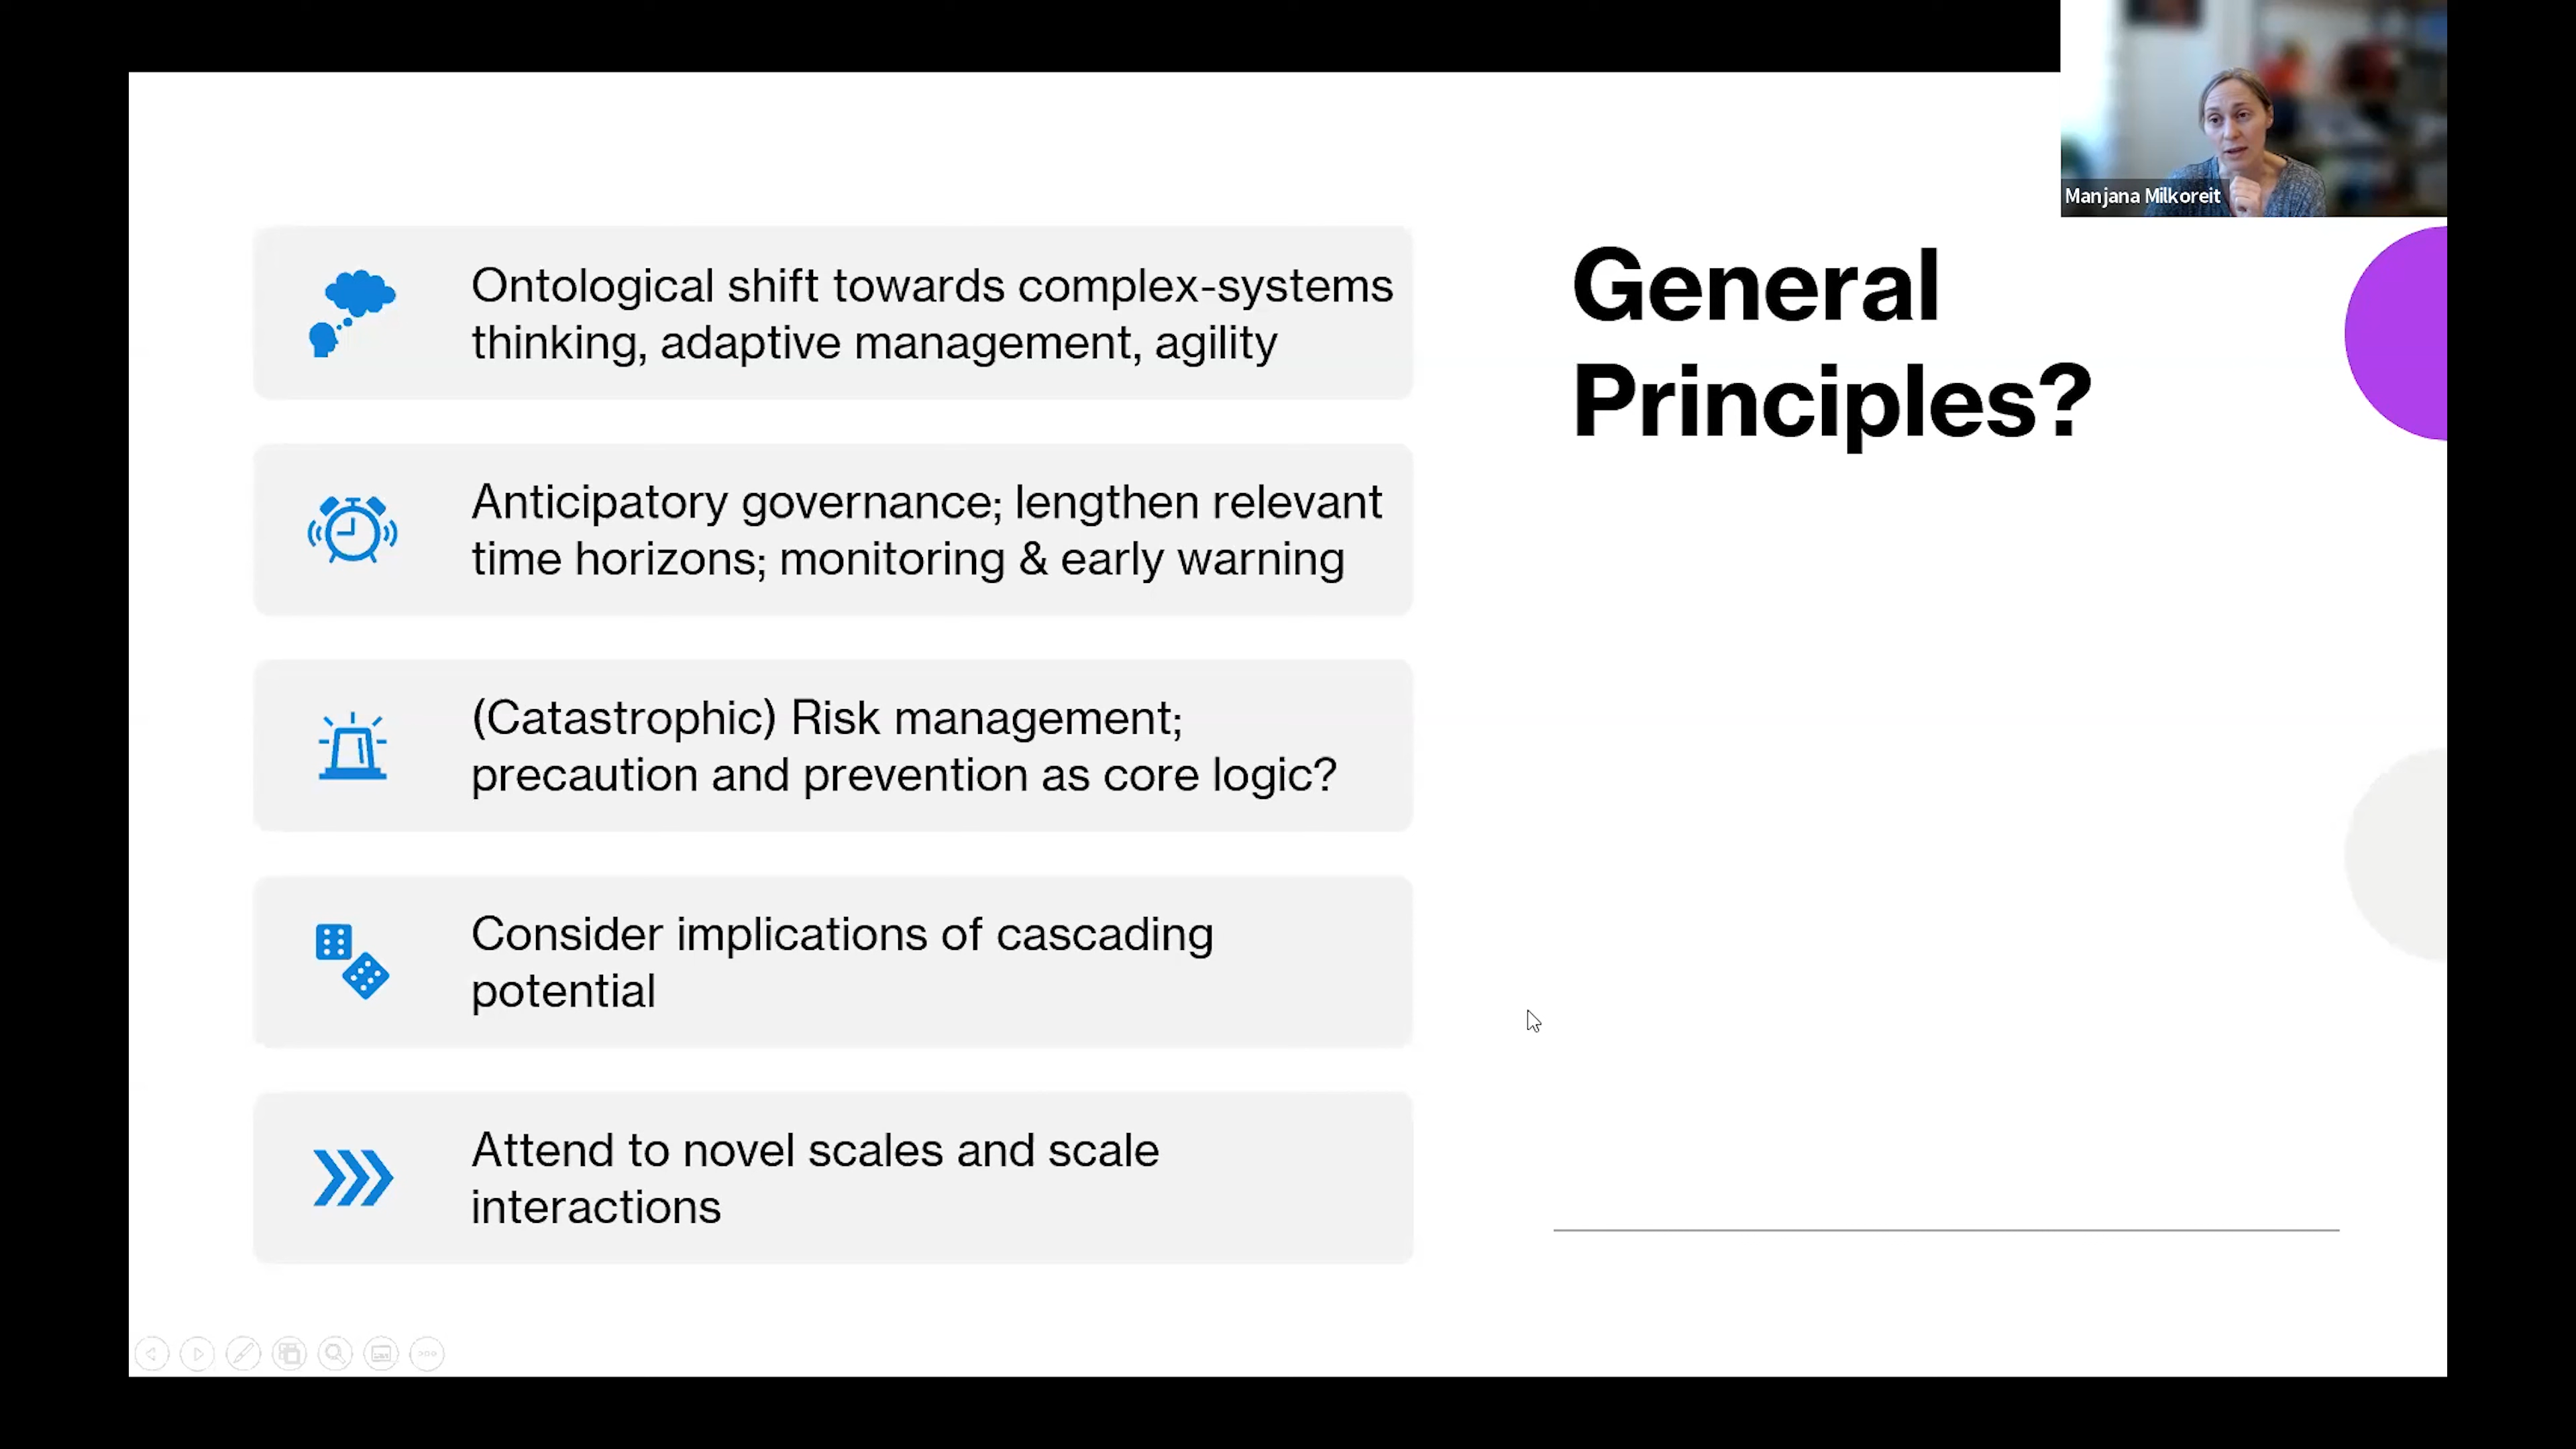 Manjana Milkoreit
General
Principles?
Ontological shift towards complex-systems
thinking, adaptive management, agility
Anticipatory governance; lengthen relevant
time horizons; monitoring & early warning
(Catastrophic) Risk management;
precaution and prevention as core logic?
Consider implications of cascading
potential
Attend to novel scales and scale
interactions